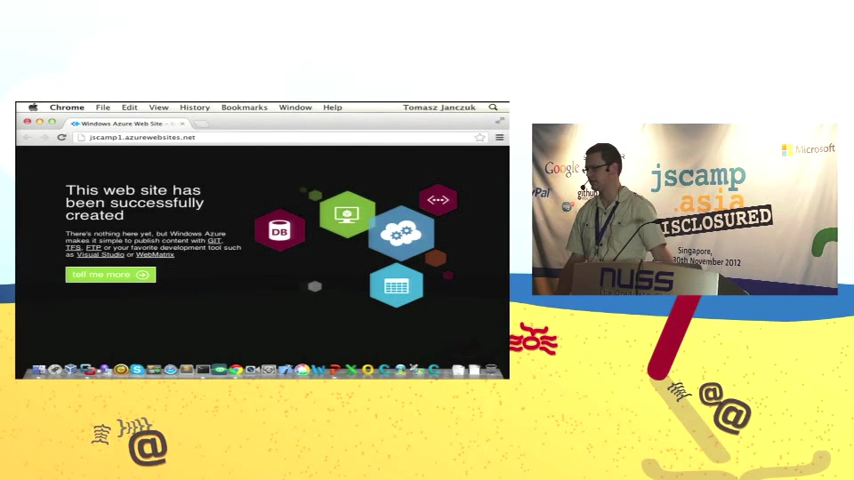 Chrome File Edit View History Bookmarks Window Help Tomasz Janczuk
Windows Azure Web Site -
jscamp1.azurewebsites.net
This web site has
been successfully
created
There's nothing here yet, but Windows Azure
makes it simple to publish content with GIT,
TFS, FTP or your favorite development tool such
as Visual Studio or WebMatrix
tell me more
DB
Google
Microsoft
PayPal
github
jscamp
.asia
DISCLOSURED
Singapore,
30th November 2012
nuss
@
@
@